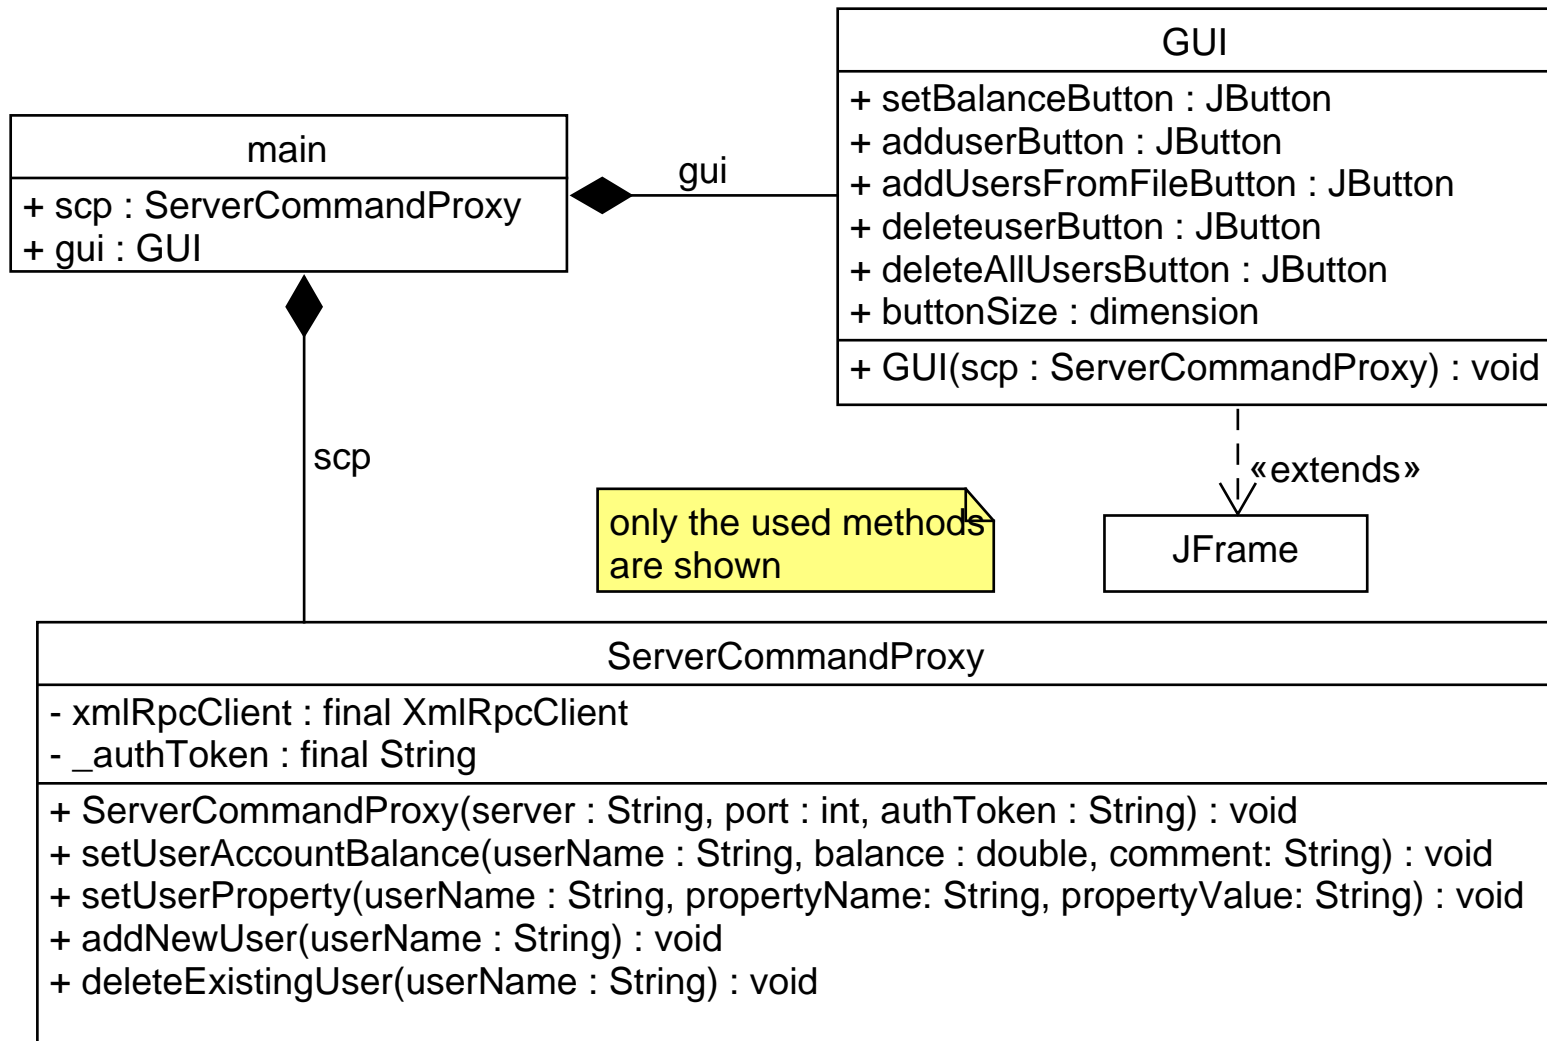 main
+ scp : ServerCommandProxy
+ gui : GUI
gui
GUI
+ setBalanceButton : JButton
+ adduserButton : JButton
+ addUsersFromFileButton : JButton
+ deleteuserButton : JButton
+ deleteAllUsersButton : JButton
+ buttonSize : dimension
+ GUI(scp : ServerCommandProxy) : void
scp
«extends»
only the used methods
are shown
JFrame
ServerCommandProxy
- xmlRpcClient : final XmlRpcClient
- _authToken : final String
+ ServerCommandProxy(server : String, port : int, authToken : String) : void
+ setUserAccountBalance(userName : String, balance : double, comment: String) : void
+ setUserProperty(userName : String, propertyName: String, propertyValue: String) : void
+ addNewUser(userName : String) : void
+ deleteExistingUser(userName : String) : void